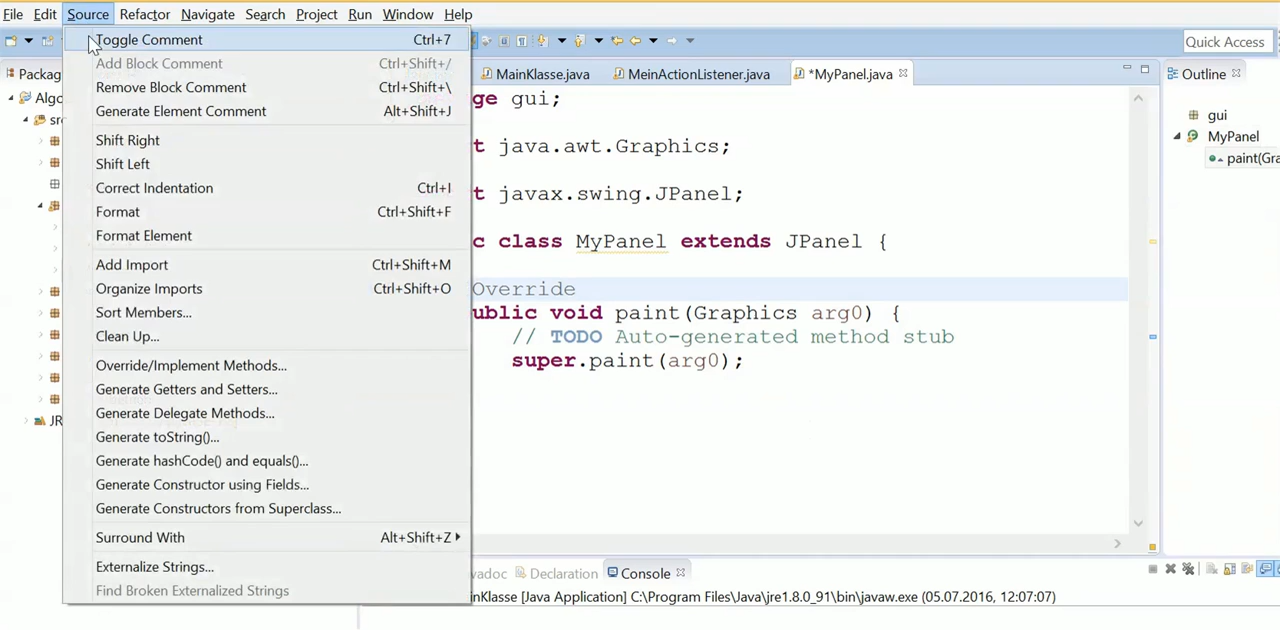 File Edit Source Refactor Navigate Search Project Run Window Help
Quick Access
Toggle Comment Ctrl+7
Add Block Comment Ctrl+Shift+/
Remove Block Comment Ctrl+Shift+\
Generate Element Comment Alt+Shift+J
Shift Right
Shift Left
Correct Indentation Ctrl+I
Format Ctrl+Shift+F
Format Element
Add Import Ctrl+Shift+M
Organize Imports Ctrl+Shift+O
Sort Members...
Clean Up...
Override/Implement Methods...
Generate Getters and Setters...
Generate Delegate Methods...
Generate toString()...
Generate hashCode() and equals()...
Generate Constructor using Fields...
Generate Constructors from Superclass...
Surround With Alt+Shift+Z
Externalize Strings...
Find Broken Externalized Strings
Packag
Algo
src
JR
MainKlasse.java MeinActionListener.java *MyPanel.java
ge gui;
t java.awt.Graphics;
t javax.swing.JPanel;
c class MyPanel extends JPanel {
Override
ublic void paint(Graphics arg0) {
// TODO Auto-generated method stub
super.paint(arg0);
Outline
gui
MyPanel
paint(Gra
vadoc Declaration Console
inKlasse [Java Application] C:\Program Files\Java\jre1.8.0_91\bin\javaw.exe (05.07.2016, 12:07:07)